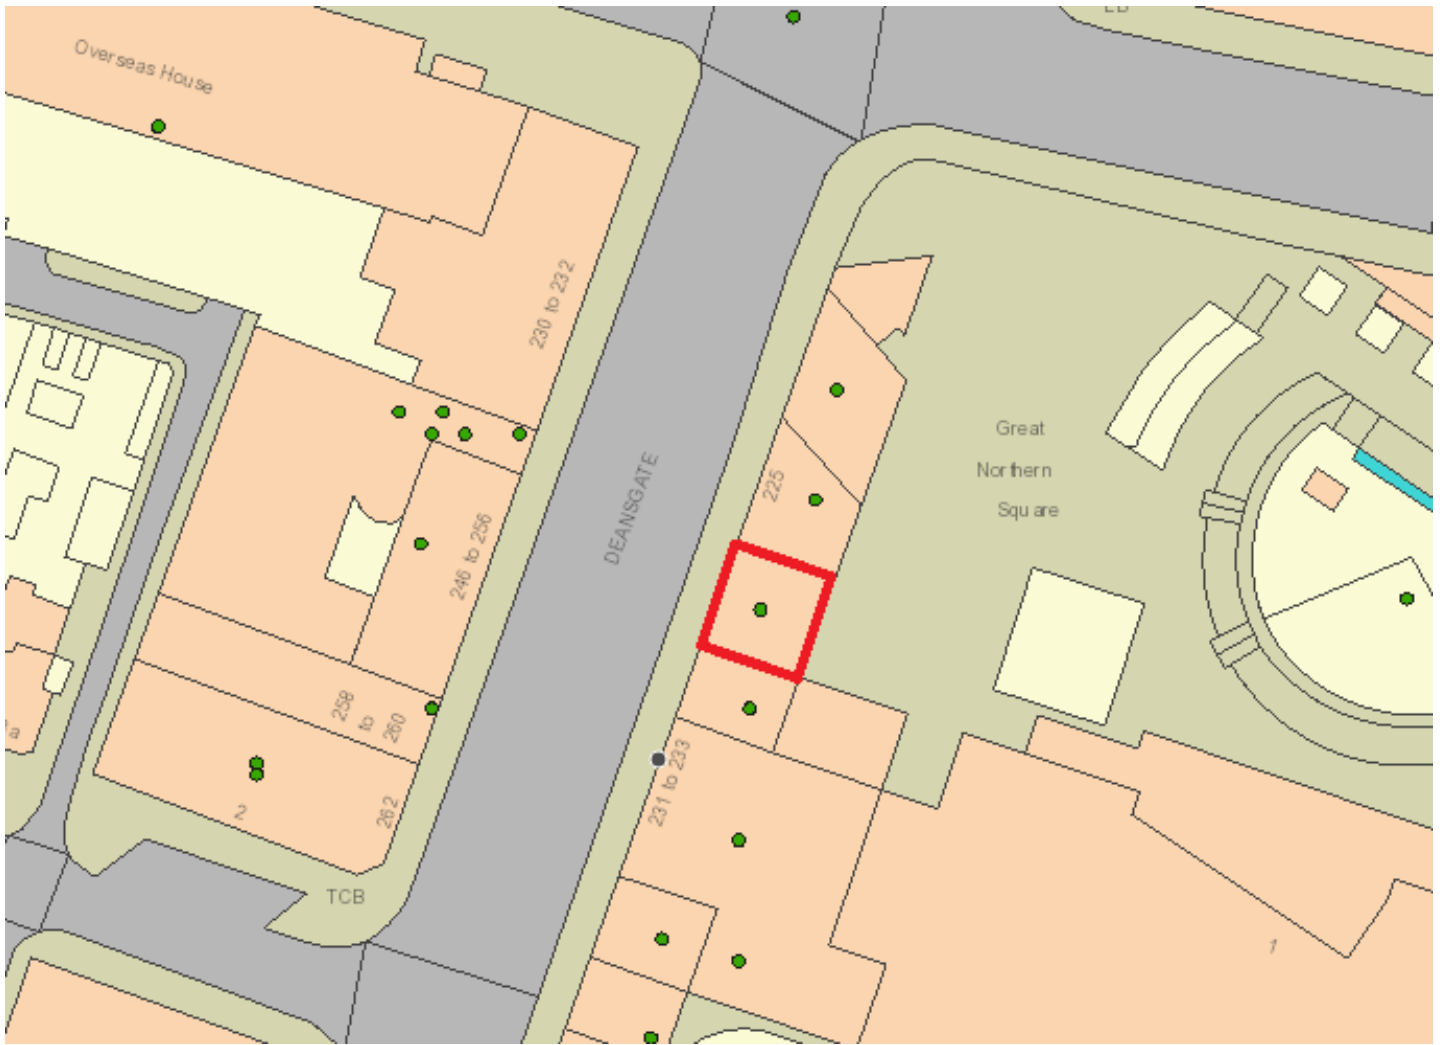 Overseas House
230 to 232
Great
Northern
Square
225
DEANSGATE
246 to 256
258
to
260
231 to 233
262
2
TCB
1